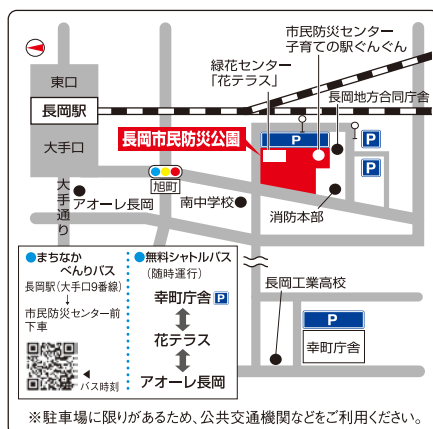 市民防災センター
子育ての駅ぐんぐん
緑花センター
「花テラス」
長岡地方合同庁舎
東口
長岡駅
大手口
P
長岡市民防災公園
P
P
旭町
大手通り
アオーレ長岡
南中学校
消防本部
●まちなか
べんりバス
長岡駅(大手口9番線)
↓
市民防災センター前
下車
◀
バス時刻
●無料シャトルバス
(随時運行)
幸町庁舎 P
花テラス
アオーレ長岡
長岡工業高校
P
幸町庁舎
※駐車場に限りがあるため、公共交通機関などをご利用ください。